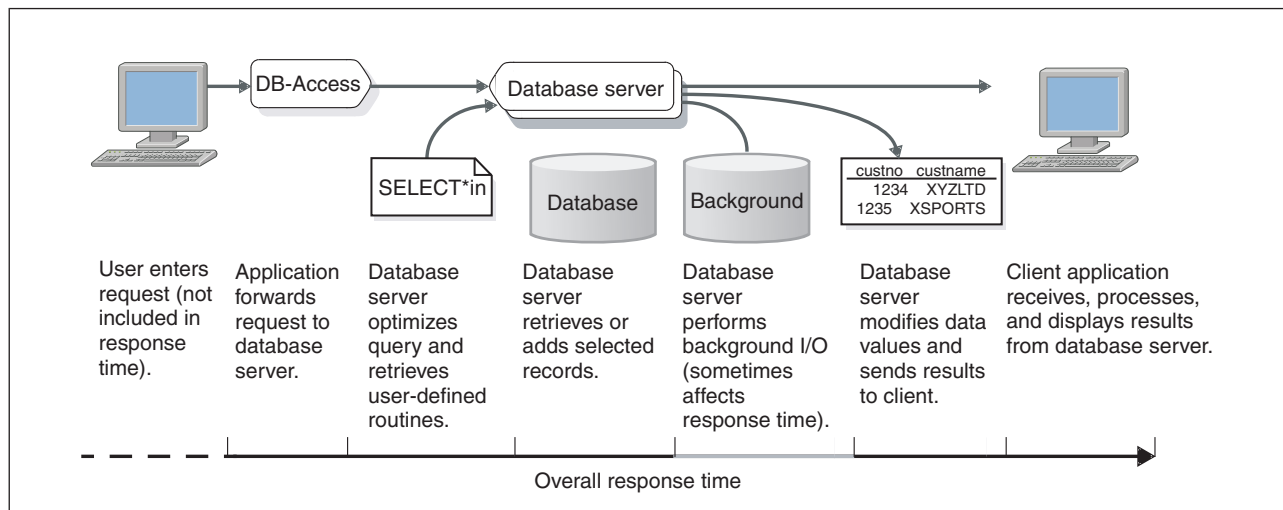 DB-Access
Database server
SELECT*in
Database
Background
custno custname
1234 XYZLTD
1235 XSPORTS
User enters
request (not
included in
response
time).
Application
forwards
request to
database
server.
Database
server
optimizes
query and
retrieves
user-defined
routines.
Database
server
retrieves or
adds selected
records.
Database
server
performs
background I/O
(sometimes
affects
response time).
Database
server
modifies data
values and
sends results
to client.
Client application
receives, processes,
and displays results
from database server.
Overall response time